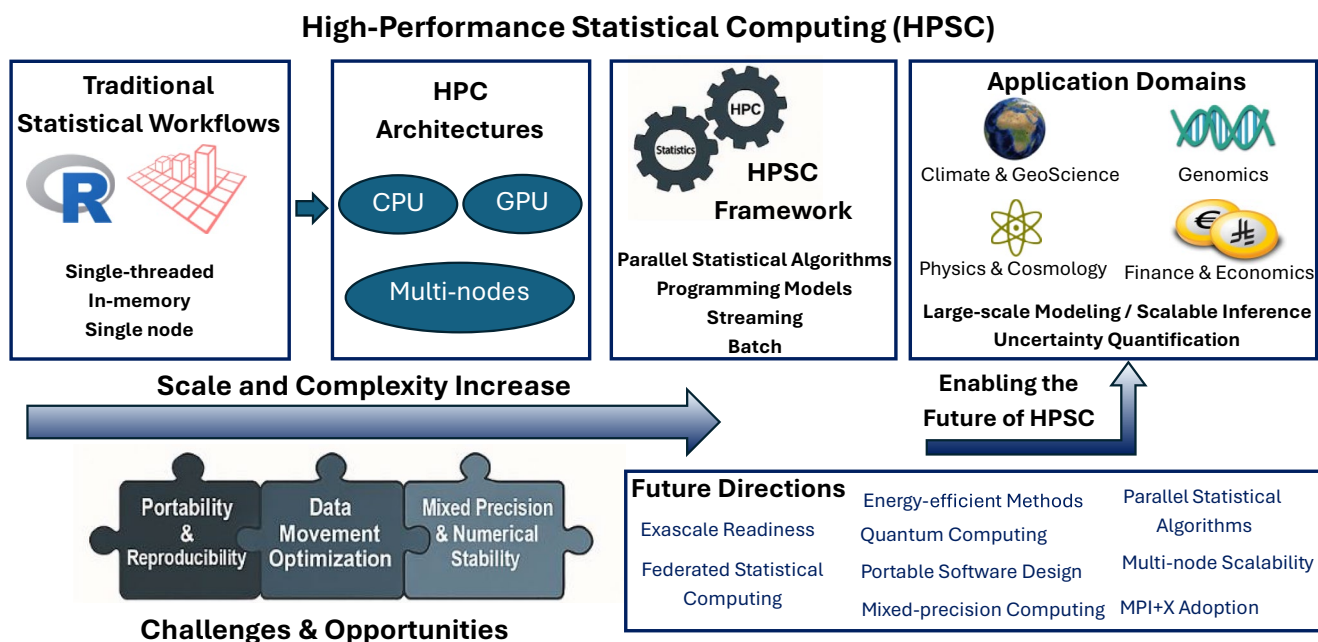 High-Performance Statistical Computing (HPSC)
Traditional
Statistical Workflows
R
Single-threaded
In-memory
Single node
HPC
Architectures
CPU
GPU
Multi-nodes
HPC
Statistics
HPSC
Framework
Parallel Statistical Algorithms
Programming Models
Streaming
Batch
Application Domains
Climate & GeoScience
Genomics
€
Physics & Cosmology
Finance & Economics
Large-scale Modeling / Scalable Inference
Uncertainty Quantification
Scale and Complexity Increase
Enabling the
Future of HPSC
Portability
&
Reproducibility
Data
Movement
Optimization
Mixed Precision
& Numerical
Stability
Challenges & Opportunities
Future Directions
Exascale Readiness
Federated Statistical
Computing
Energy-efficient Methods
Quantum Computing
Portable Software Design
Mixed-precision Computing
Parallel Statistical
Algorithms
Multi-node Scalability
MPI+X Adoption